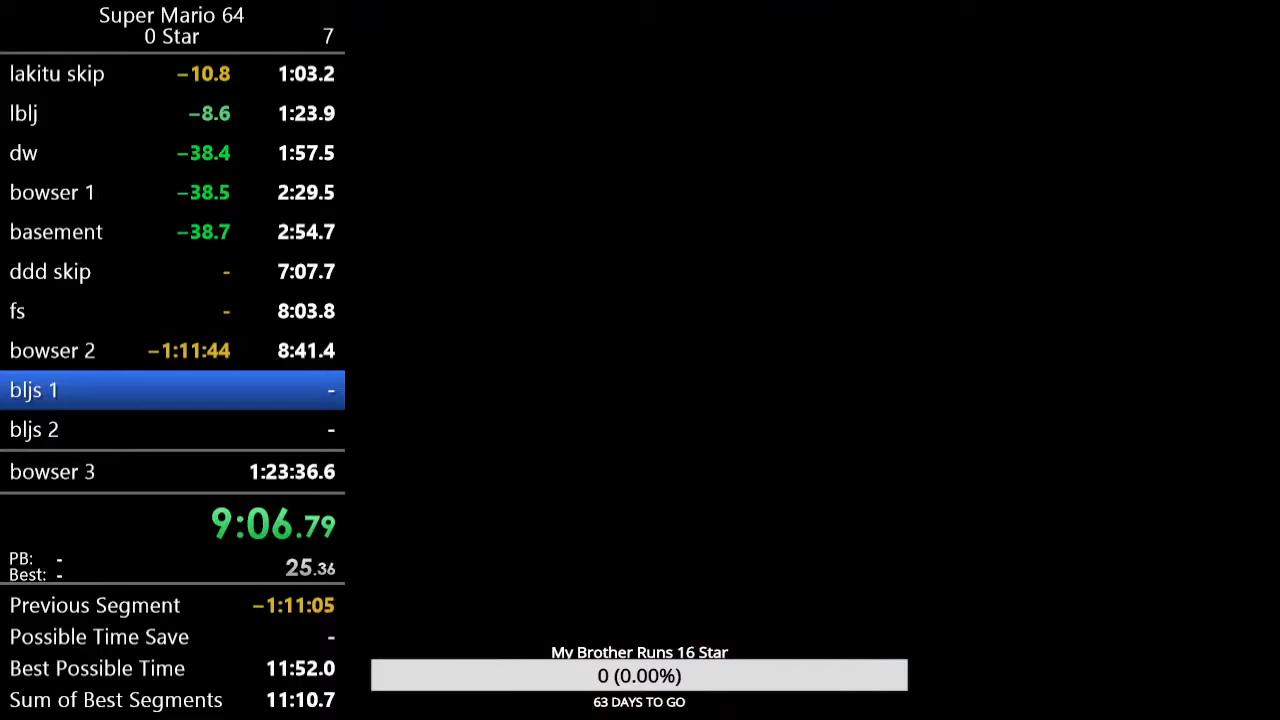 Super Mario 64
0 Star 7
lakitu skip −10.8 1:03.2
lblj −8.6 1:23.9
dw −38.4 1:57.5
bowser 1 −38.5 2:29.5
basement −38.7 2:54.7
ddd skip - 7:07.7
fs - 8:03.8
bowser 2 −1:11:44 8:41.4
bljs 1 -
bljs 2 -
bowser 3 1:23:36.6
9:06.79
PB: -
Best: - 25.36
Previous Segment −1:11:05
Possible Time Save -
Best Possible Time 11:52.0
Sum of Best Segments 11:10.7
My Brother Runs 16 Star
0 (0.00%)
63 DAYS TO GO